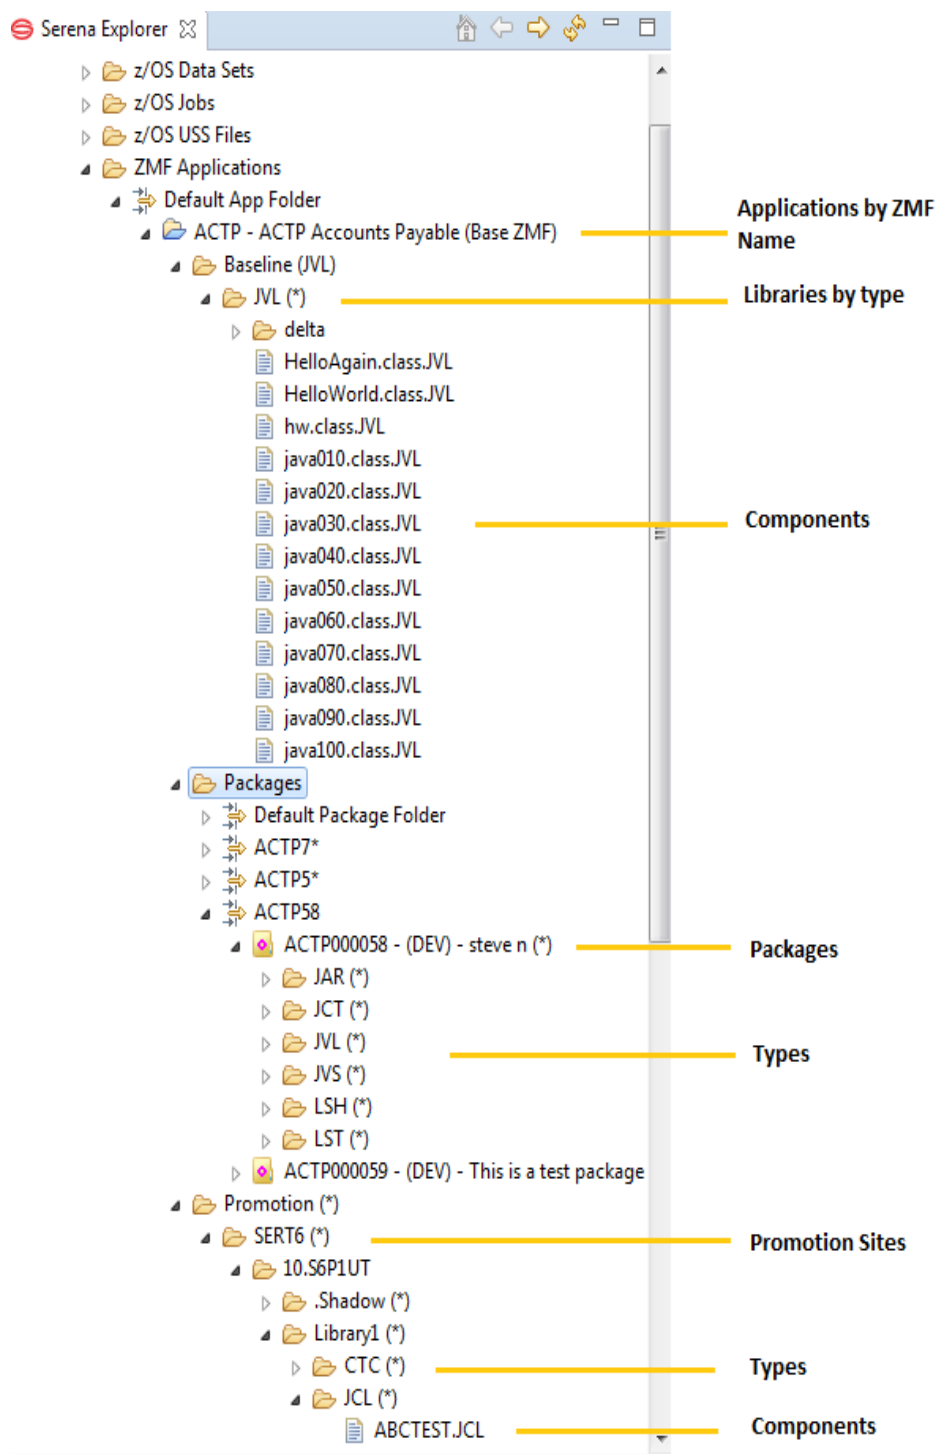 Serena Explorer
z/OS Data Sets
z/OS Jobs
z/OS USS Files
ZMF Applications
Default App Folder
ACTP - ACTP Accounts Payable (Base ZMF)
Applications by ZMF
Name
Baseline (JVL)
JVL (*)
Libraries by type
delta
HelloAgain.class.JVL
HelloWorld.class.JVL
hw.class.JVL
java010.class.JVL
java020.class.JVL
java030.class.JVL
Components
java040.class.JVL
java050.class.JVL
java060.class.JVL
java070.class.JVL
java080.class.JVL
java090.class.JVL
java100.class.JVL
Packages
Default Package Folder
ACTP7*
ACTP5*
ACTP58
ACTP000058 - (DEV) - steve n (*)
Packages
JAR (*)
JCT (*)
JVL (*)
Types
JVS (*)
LSH (*)
LST (*)
ACTP000059 - (DEV) - This is a test package
Promotion (*)
SERT6 (*)
Promotion Sites
10.S6P1UT
.Shadow (*)
Library1 (*)
CTC (*)
Types
JCL (*)
ABCTEST.JCL
Components